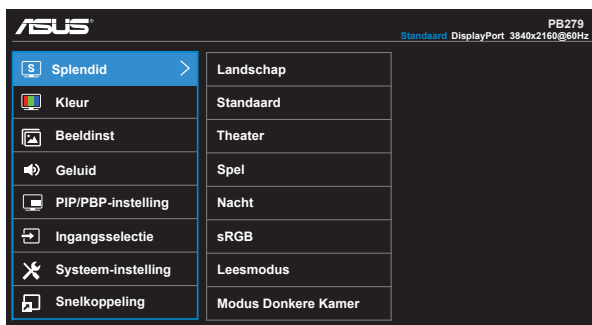 ASUS
PB279
Standaard DisplayPort 3840x2160@60Hz
S Splendid
Kleur
Beeldinst
Geluid
PIP/PBP-instelling
Ingangsselectie
Systeem-instelling
Snelkoppeling
Landschap
Standaard
Theater
Spel
Nacht
sRGB
Leesmodus
Modus Donkere Kamer